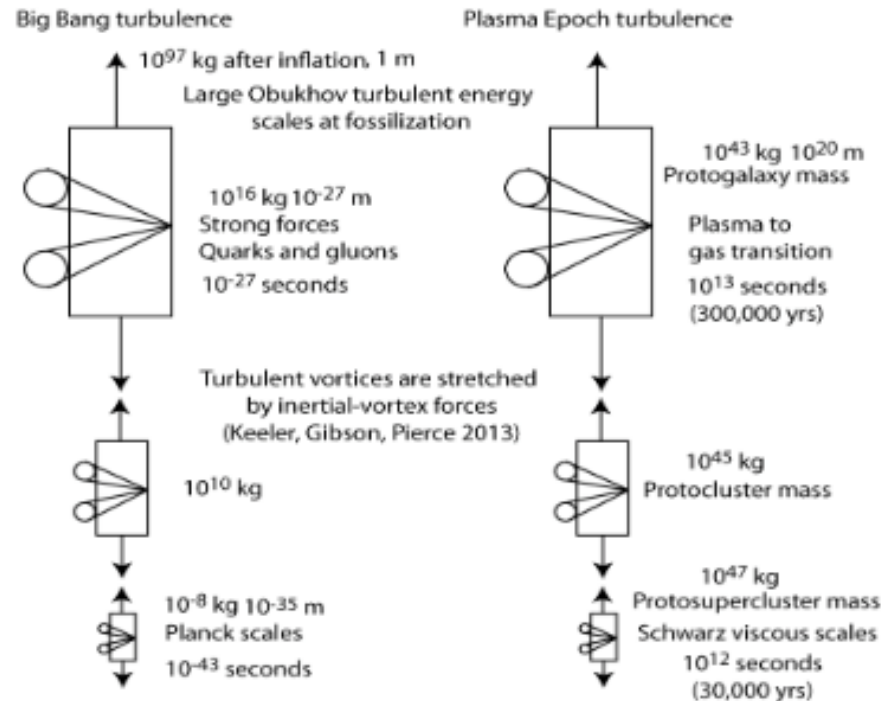 Big Bang turbulence
10⁹⁷ kg after inflation, 1 m
Large Obukhov turbulent energy
scales at fossilization
10¹⁶ kg 10⁻²⁷ m
Strong forces
Quarks and gluons
10⁻²⁷ seconds
Turbulent vortices are stretched
by inertial-vortex forces
(Keeler, Gibson, Pierce 2013)
10¹⁰ kg
10⁻⁸ kg 10⁻³⁵ m
Planck scales
10⁻⁴³ seconds
Plasma Epoch turbulence
10⁴³ kg 10²⁰ m
Protogalaxy mass
Plasma to
gas transition
10¹³ seconds
(300,000 yrs)
10⁴⁵ kg
Protocluster mass
10⁴⁷ kg
Protosupercluster mass
Schwarz viscous scales
10¹² seconds
(30,000 yrs)